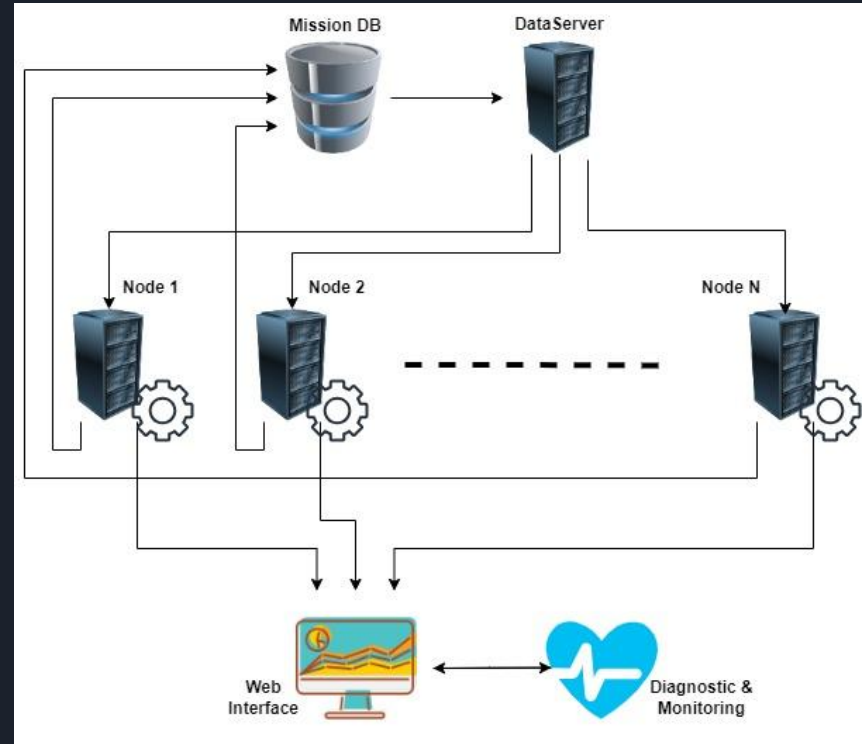 Mission DB
DataServer
Node 1
Node 2
Node N
Web
Interface
Diagnostic &
Monitoring